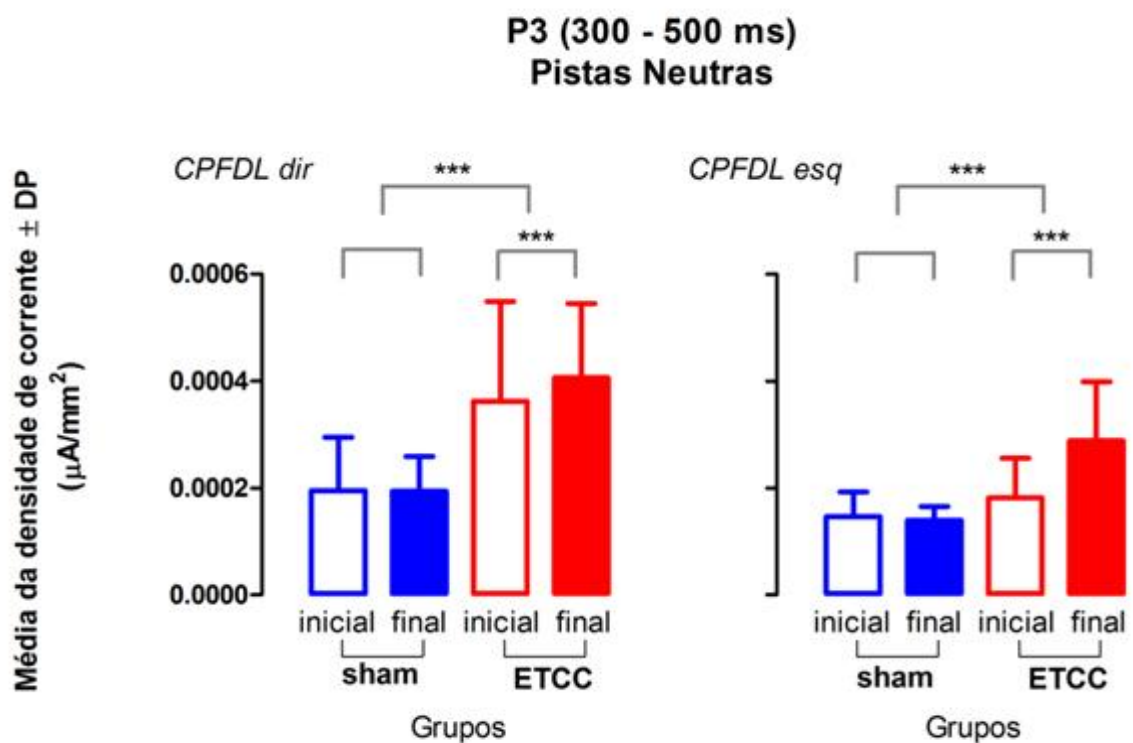 P3 (300 - 500 ms)
Pistas Neutras
Média da densidade de corrente ± DP
(µA/mm²)
CPFDL dir
***
***
0.0006
0.0004
0.0002
0.0000
inicial final inicial final
sham ETCC
Grupos
CPFDL esq
***
***
inicial final inicial final
sham ETCC
Grupos